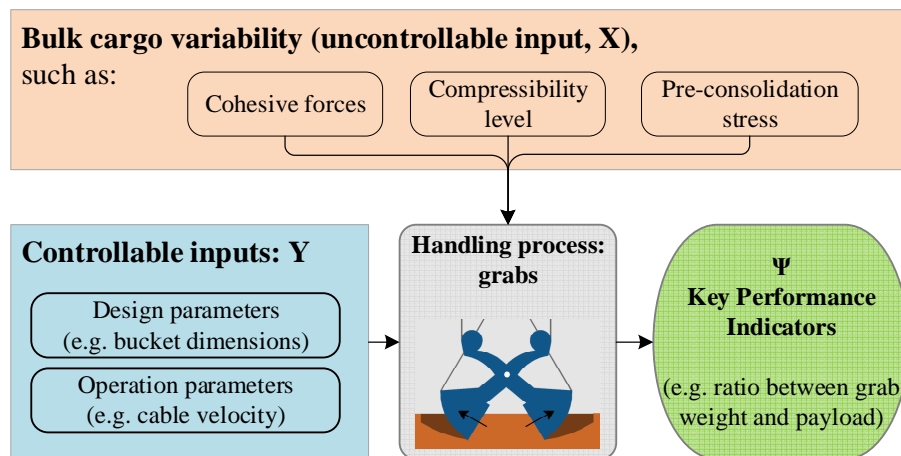 Bulk cargo variability (uncontrollable input, X),
such as:
Cohesive forces
Compressibility
level
Pre-consolidation
stress
Controllable inputs: Y
Design parameters
(e.g. bucket dimensions)
Operation parameters
(e.g. cable velocity)
Handling process:
grabs
Ψ
Key Performance
Indicators
(e.g. ratio between grab
weight and payload)